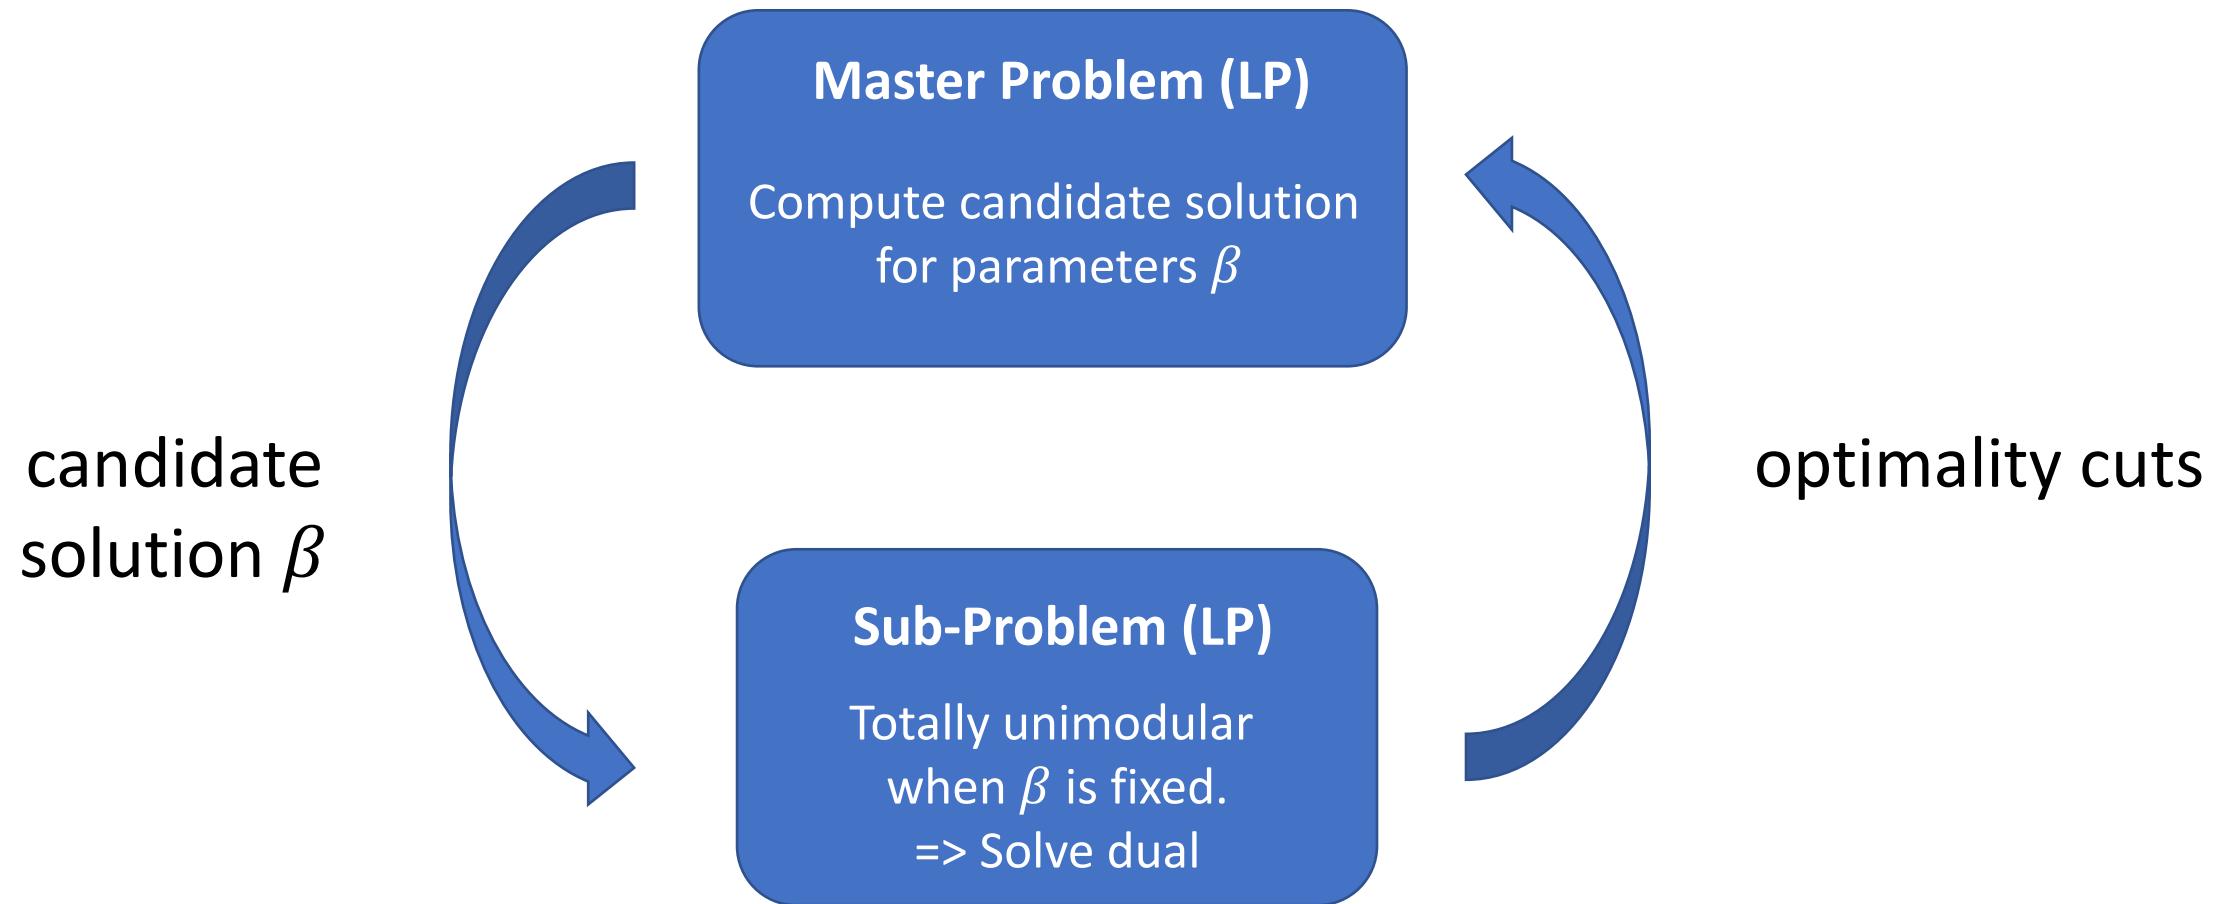 Master Problem (LP)
Compute candidate solution
for parameters β
candidate
solution β
optimality cuts
Sub-Problem (LP)
Totally unimodular
when β is fixed.
=> Solve dual